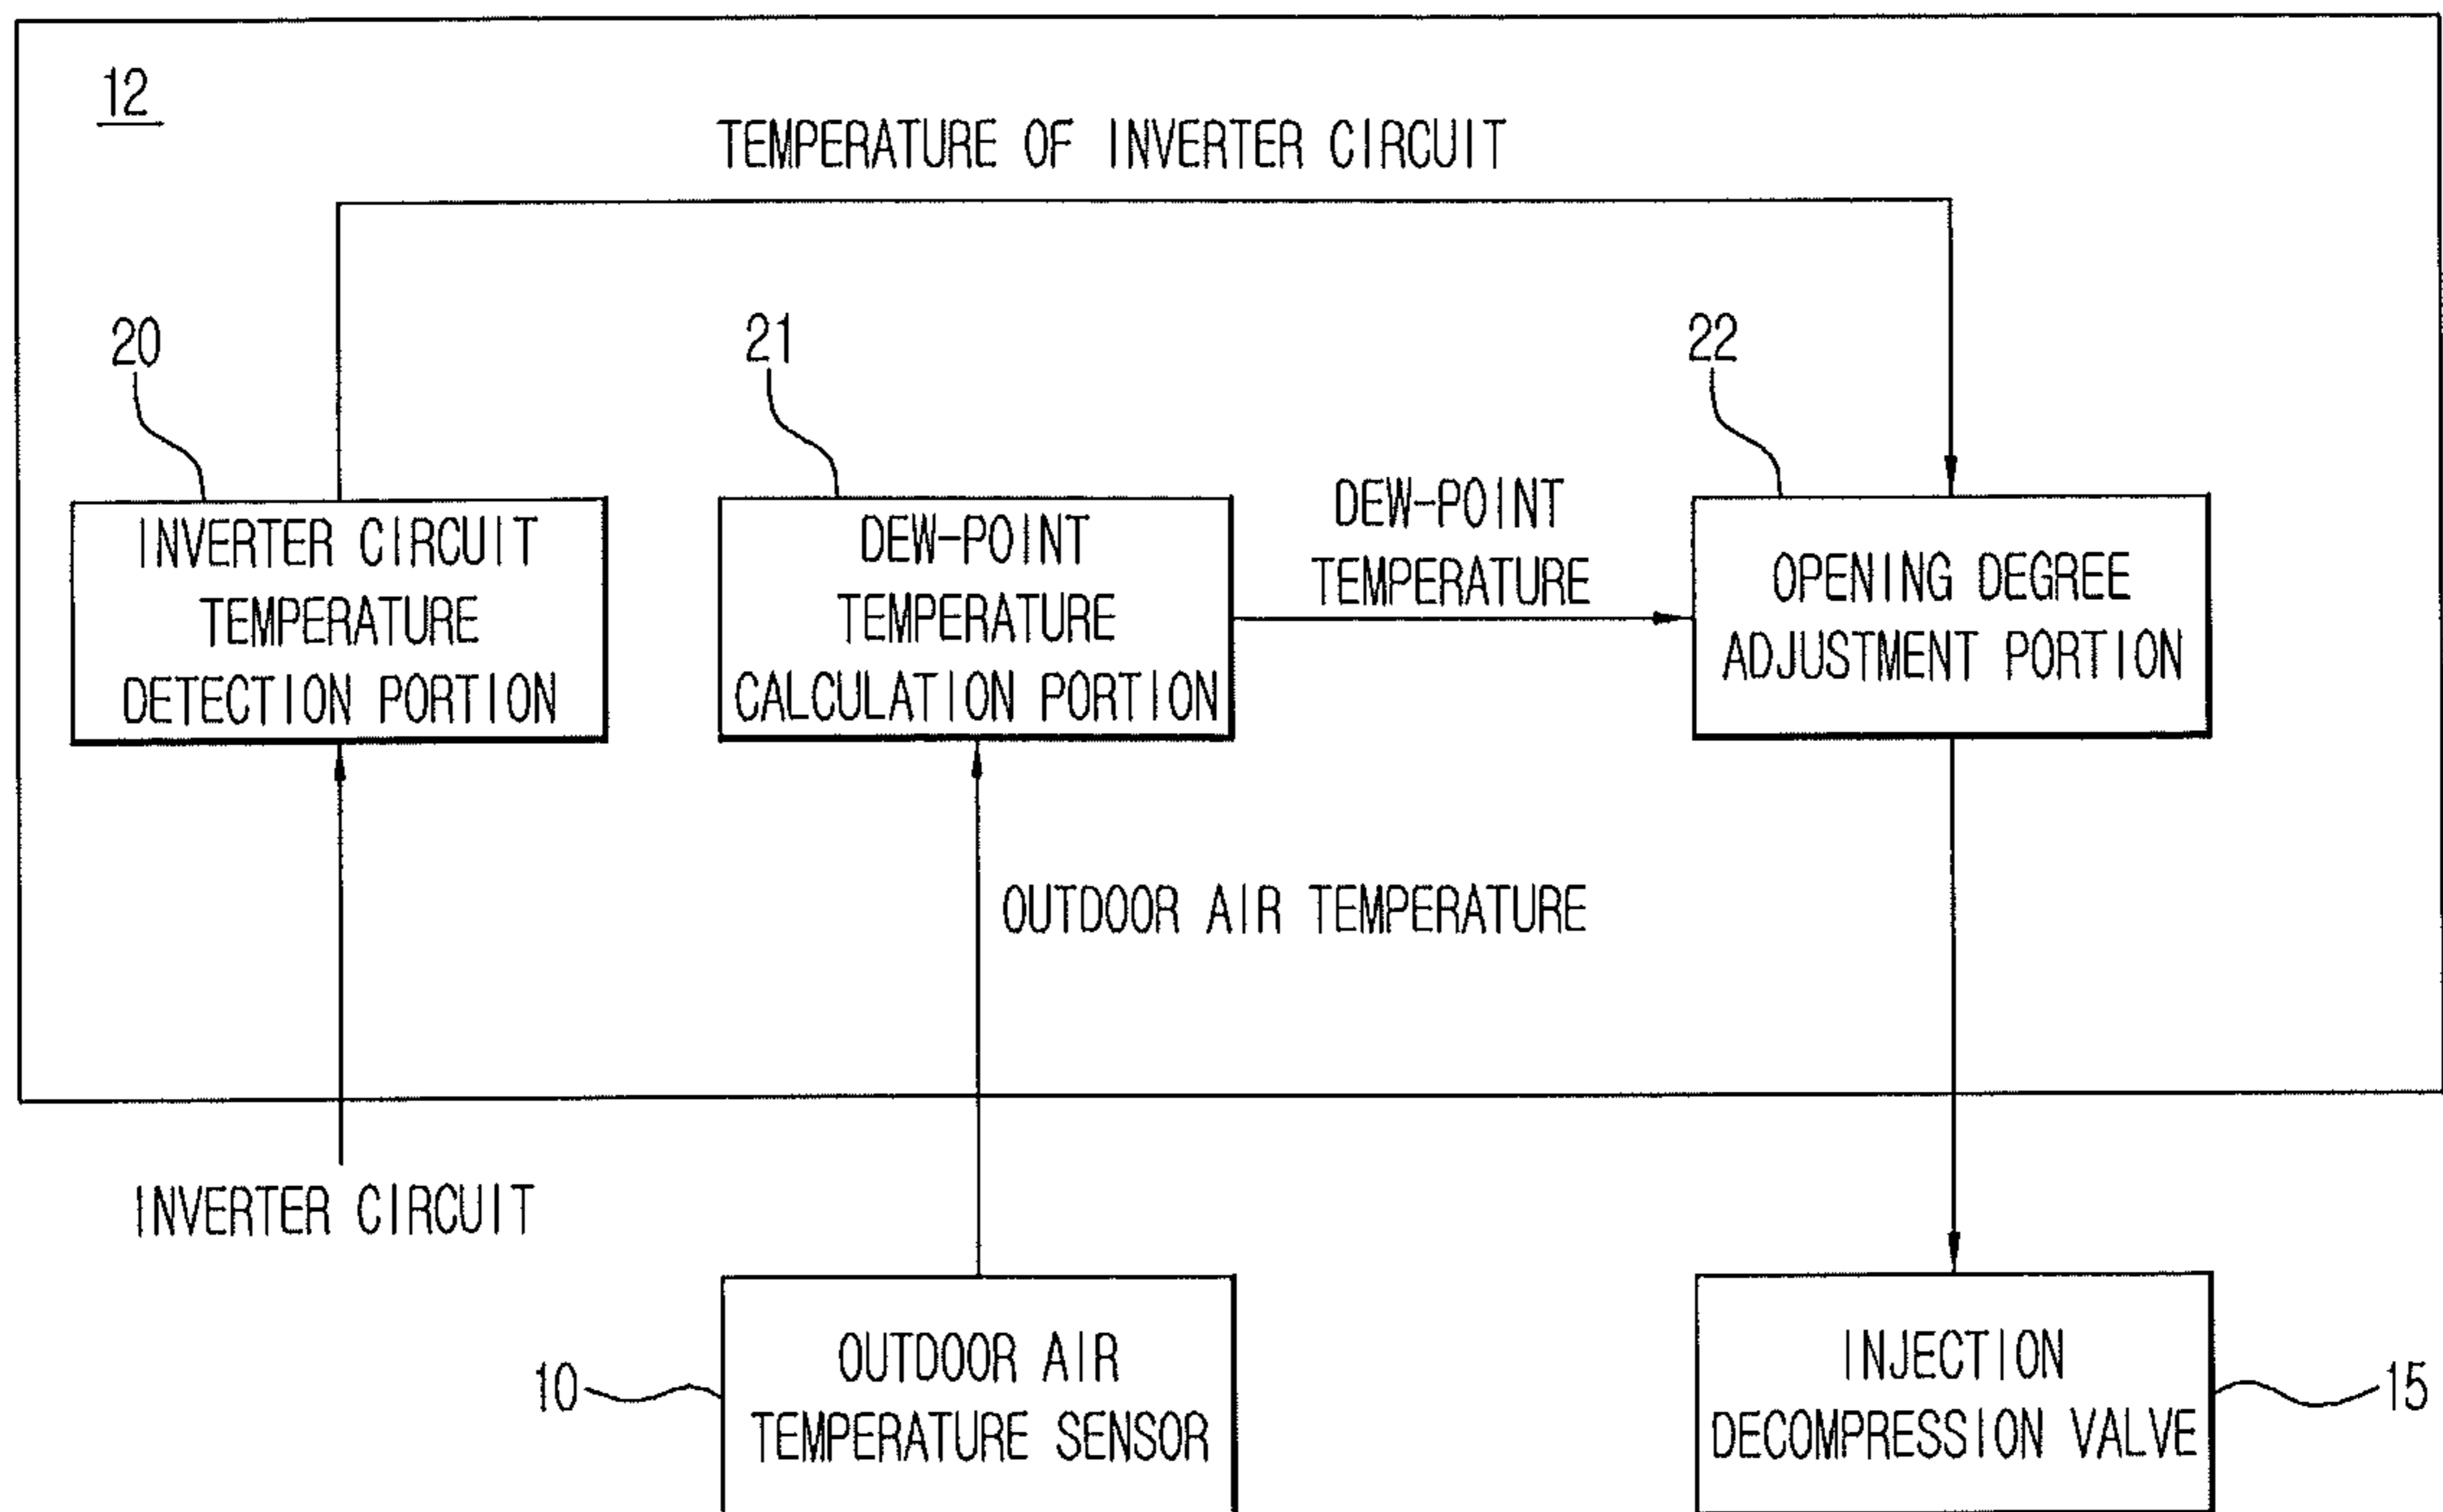 12
TEMPERATURE OF INVERTER CIRCUIT
20
21
22
INVERTER CIRCUIT
TEMPERATURE
DETECTION PORTION
DEW-POINT
TEMPERATURE
CALCULATION PORTION
DEW-POINT
TEMPERATURE
OPENING DEGREE
ADJUSTMENT PORTION
OUTDOOR AIR TEMPERATURE
INVERTER CIRCUIT
10
OUTDOOR AIR
TEMPERATURE SENSOR
INJECTION
DECOMPRESSION VALVE
15